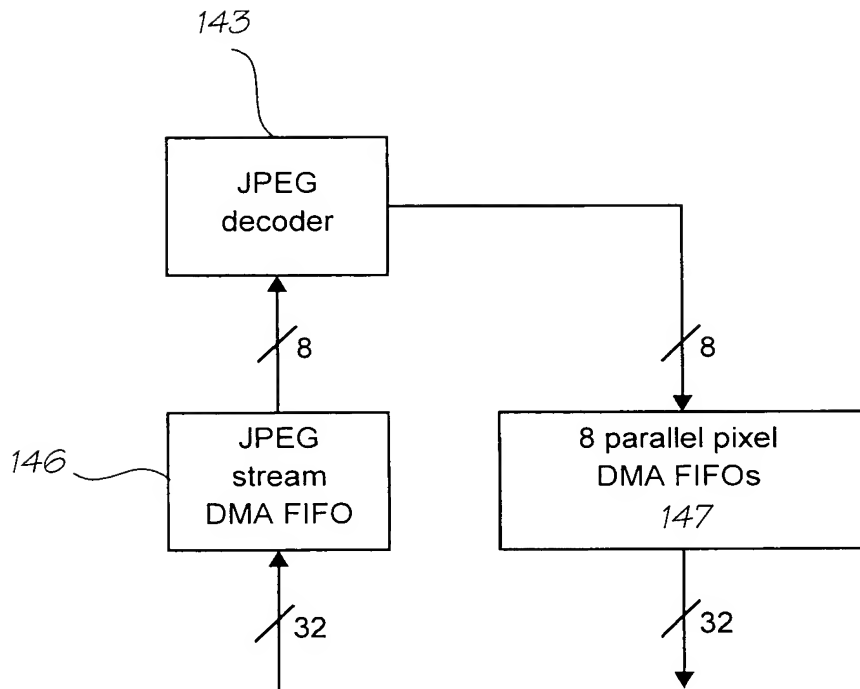 143
JPEG
decoder
8
8
146
JPEG
stream
DMA FIFO
8 parallel pixel
DMA FIFOs
147
32
32